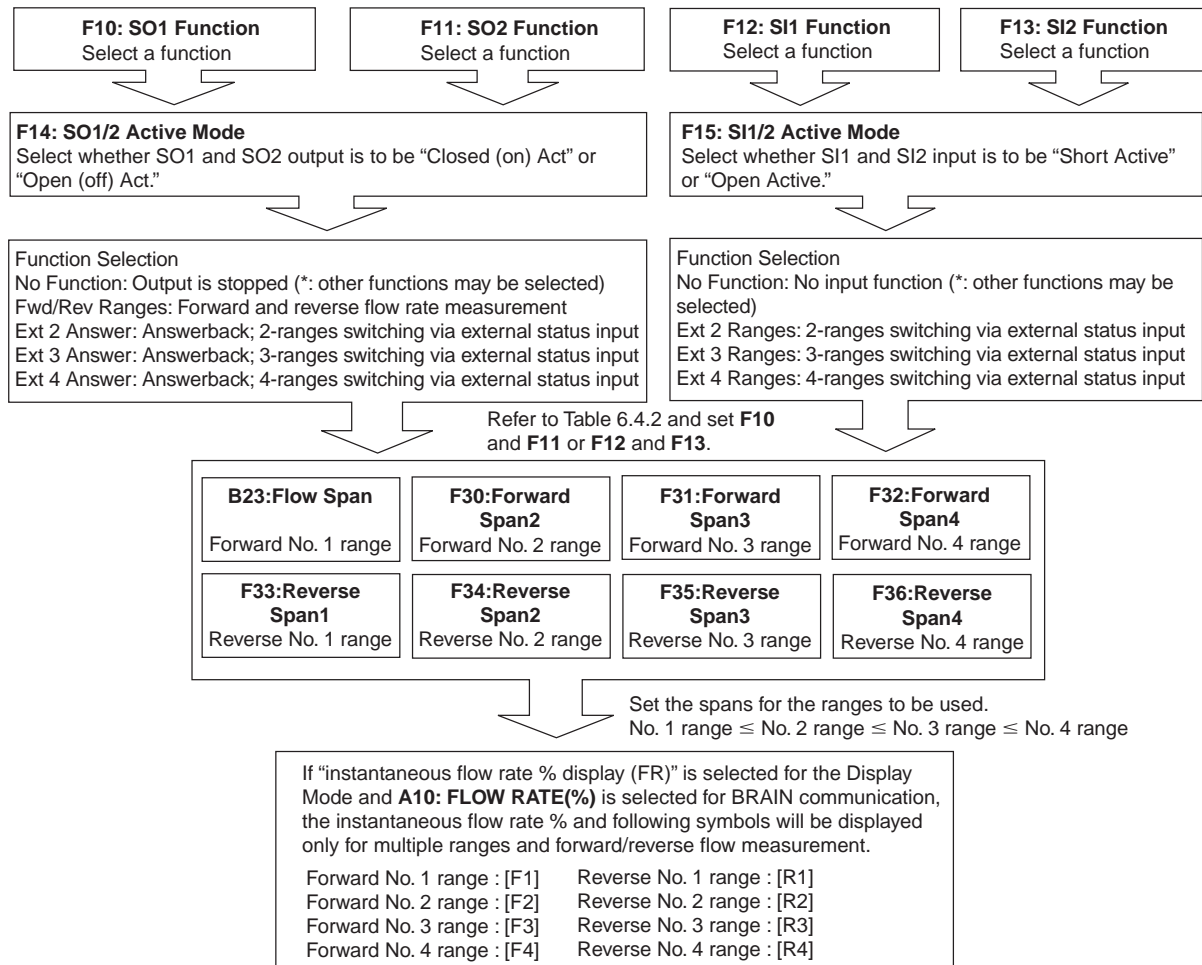 F10: SO1 Function
Select a function
F11: SO2 Function
Select a function
F12: SI1 Function
Select a function
F13: SI2 Function
Select a function
F14: SO1/2 Active Mode
Select whether SO1 and SO2 output is to be “Closed (on) Act” or
“Open (off) Act.”
F15: SI1/2 Active Mode
Select whether SI1 and SI2 input is to be “Short Active”
or “Open Active.”
Function Selection
No Function: Output is stopped (*: other functions may be selected)
Fwd/Rev Ranges: Forward and reverse flow rate measurement
Ext 2 Answer: Answerback; 2-ranges switching via external status input
Ext 3 Answer: Answerback; 3-ranges switching via external status input
Ext 4 Answer: Answerback; 4-ranges switching via external status input
Function Selection
No Function: No input function (*: other functions may be
selected)
Ext 2 Ranges: 2-ranges switching via external status input
Ext 3 Ranges: 3-ranges switching via external status input
Ext 4 Ranges: 4-ranges switching via external status input
Refer to Table 6.4.2 and set F10
and F11 or F12 and F13.
B23:Flow Span
Forward No. 1 range
F30:Forward
Span2
Forward No. 2 range
F31:Forward
Span3
Forward No. 3 range
F32:Forward
Span4
Forward No. 4 range
F33:Reverse
Span1
Reverse No. 1 range
F34:Reverse
Span2
Reverse No. 2 range
F35:Reverse
Span3
Reverse No. 3 range
F36:Reverse
Span4
Reverse No. 4 range
Set the spans for the ranges to be used.
No. 1 range ≤ No. 2 range ≤ No. 3 range ≤ No. 4 range
If “instantaneous flow rate % display (FR)” is selected for the Display
Mode and A10: FLOW RATE(%) is selected for BRAIN communication,
the instantaneous flow rate % and following symbols will be displayed
only for multiple ranges and forward/reverse flow measurement.
Forward No. 1 range : [F1] Reverse No. 1 range : [R1]
Forward No. 2 range : [F2] Reverse No. 2 range : [R2]
Forward No. 3 range : [F3] Reverse No. 3 range : [R3]
Forward No. 4 range : [F4] Reverse No. 4 range : [R4]